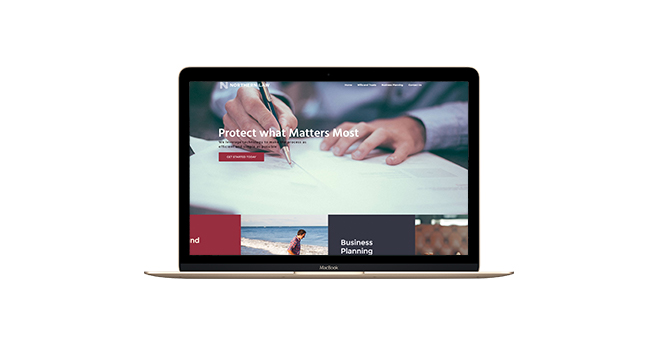 N NORTHERN LAW
Home Wills and Trusts Business Planning Contact Us
Protect what Matters Most
We leverage technology to make the process as
efficient and simple as possible
GET STARTED TODAY
nd
Business
Planning
MacBook